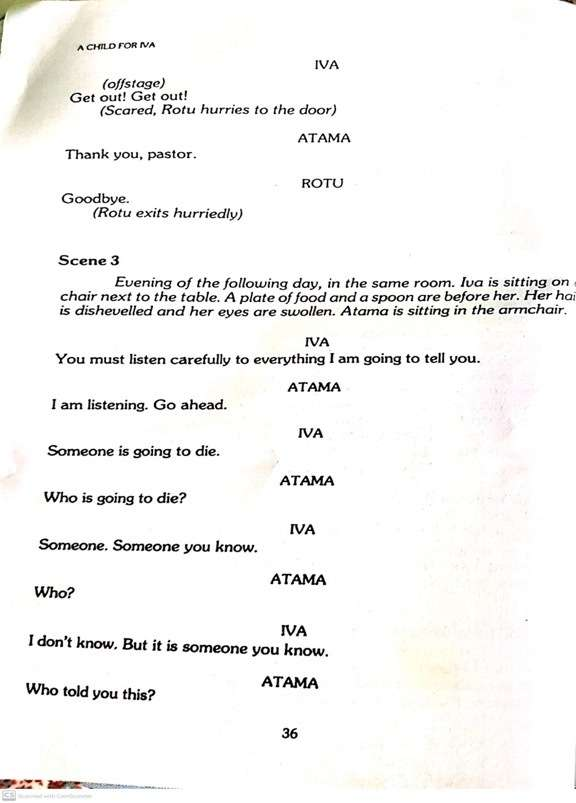 A CHILD FOR IVA
IVA
(offstage)
Get out! Get out!
(Scared, Rotu hurries to the door)
ATAMA
Thank you, pastor.
ROTU
Goodbye.
(Rotu exits hurriedly)
Scene 3
Evening of the following day, in the same room. Iva is sitting on
chair next to the table. A plate of food and a spoon are before her. Her hai
is dishevelled and her eyes are swollen. Atama is sitting in the armchair.
IVA
You must listen carefully to everything I am going to tell you.
ATAMA
I am listening. Go ahead.
IVA
Someone is going to die.
ATAMA
Who is going to die?
IVA
Someone. Someone you know.
ATAMA
Who?
IVA
I don't know. But it is someone you know.
ATAMA
Who told you this?
36
CS Scanned with CamScanner